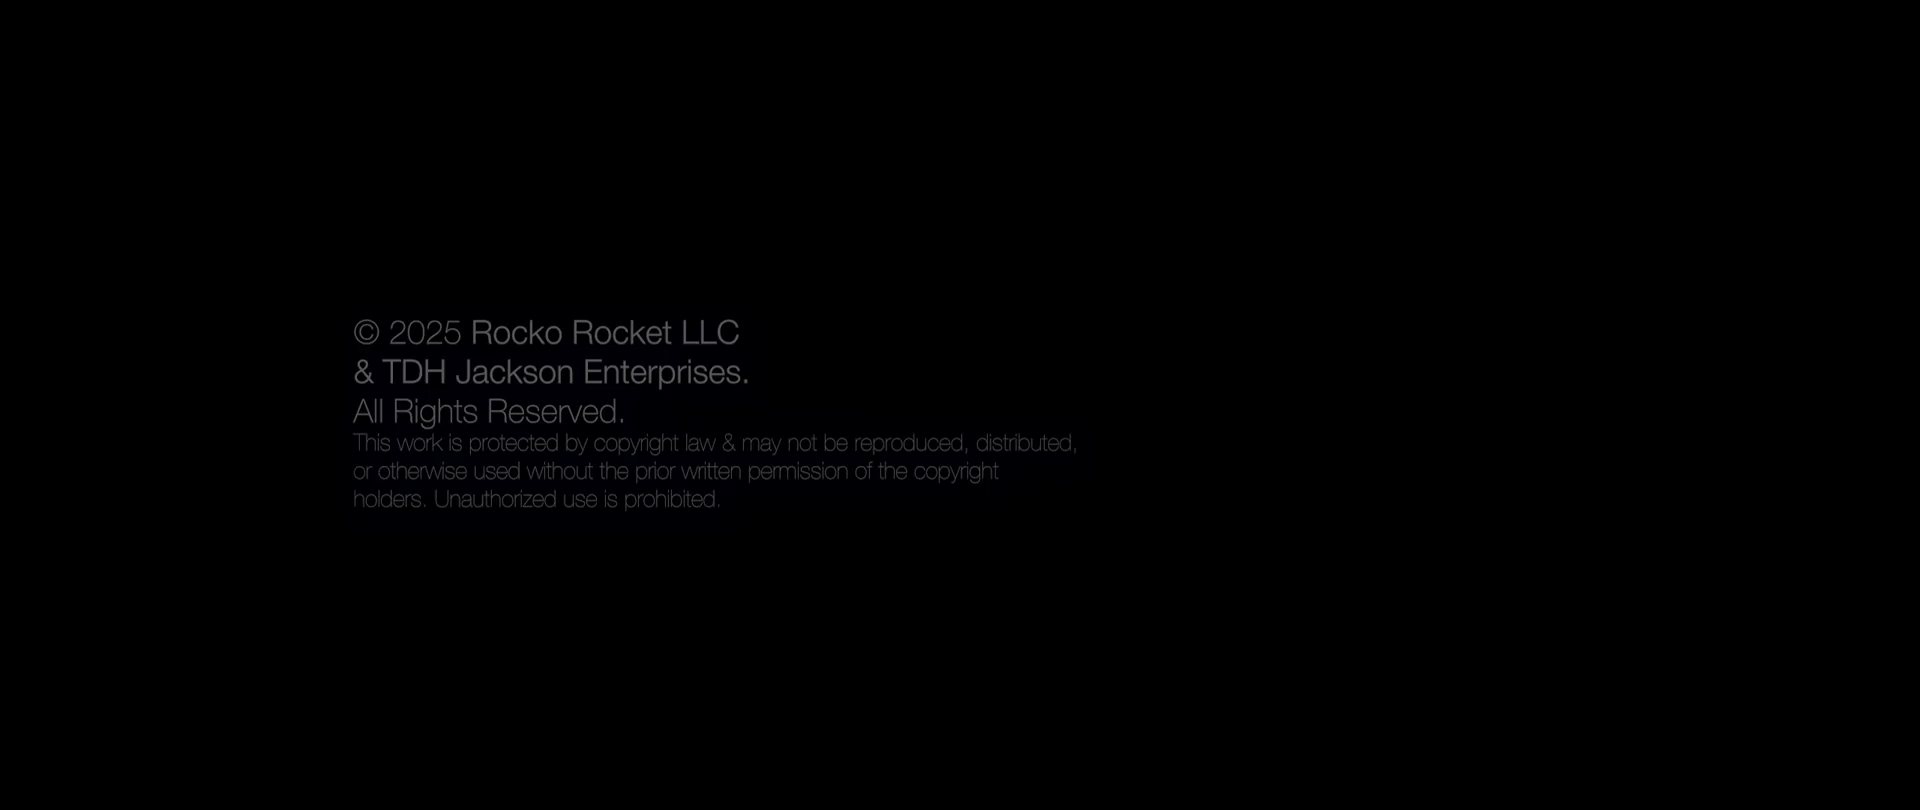 © 2025 Rocko Rocket LLC
& TDH Jackson Enterprises.
All Rights Reserved.
This work is protected by copyright law & may not be reproduced, distributed,
or otherwise used without the prior written permission of the copyright
holders. Unauthorized use is prohibited.